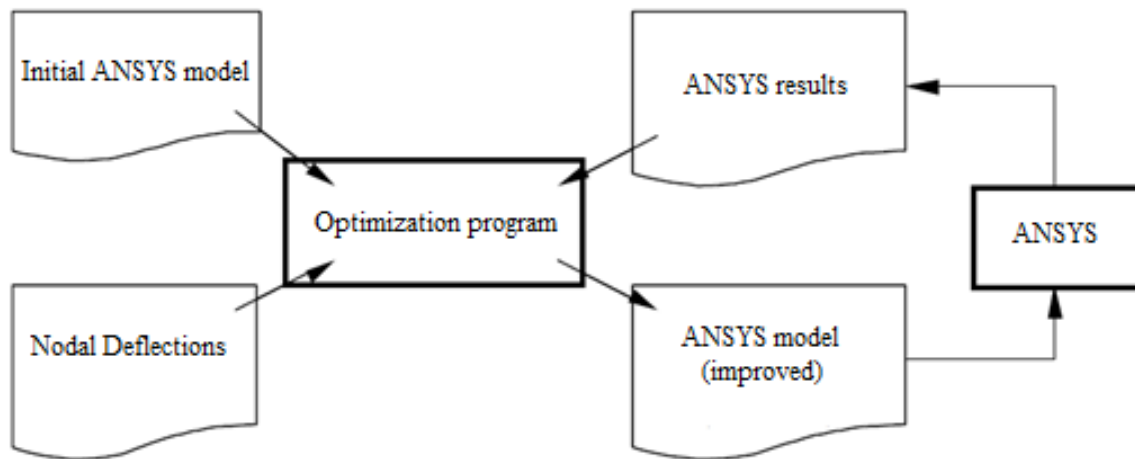 Initial ANSYS model
ANSYS results
Optimization program
ANSYS
Nodal Deflections
ANSYS model
(improved)